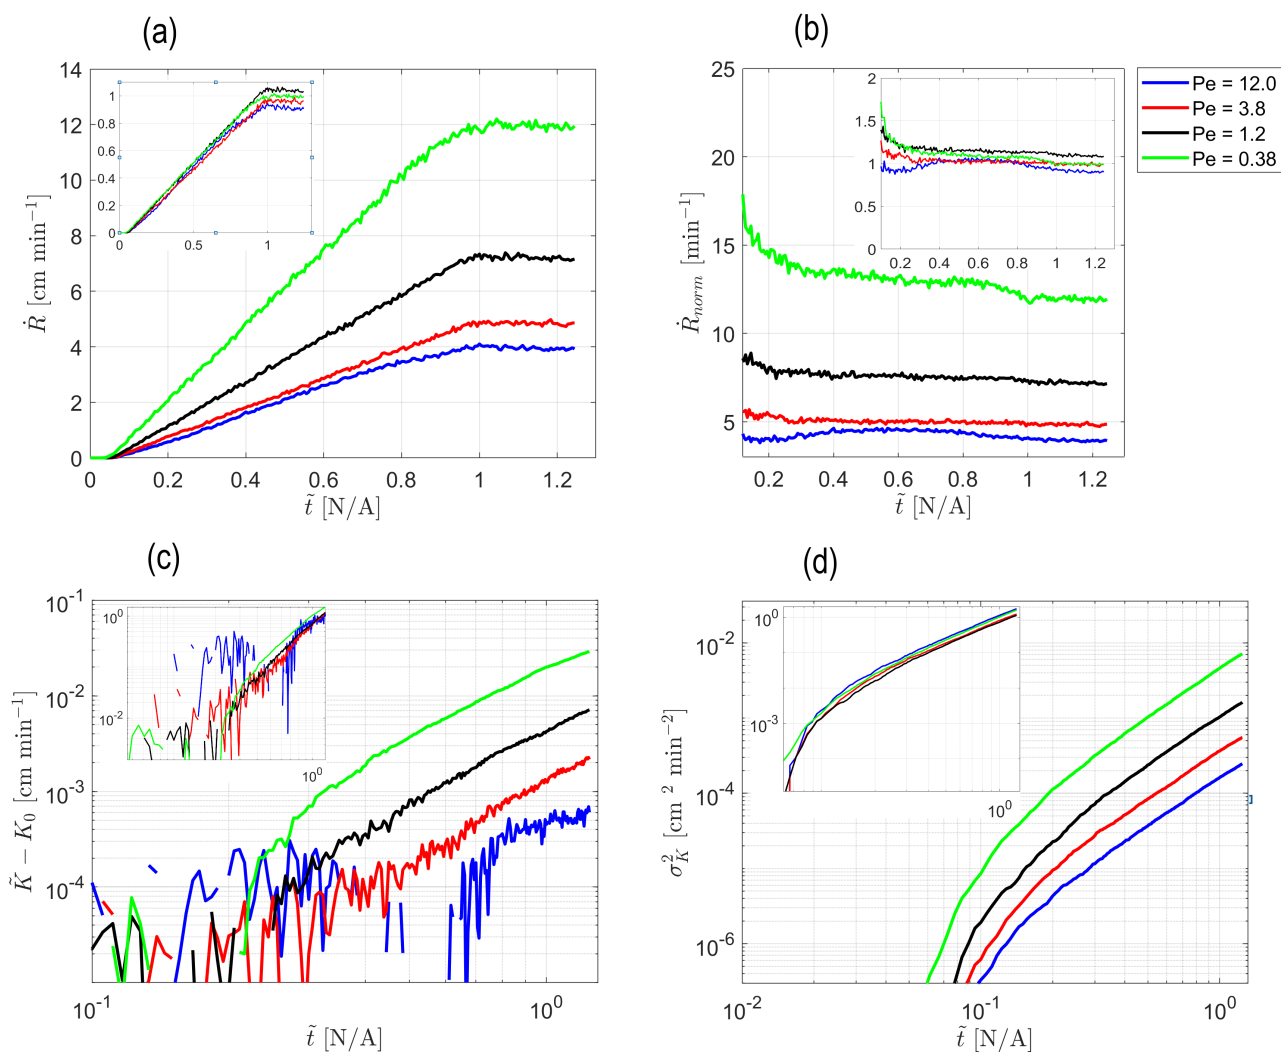 (a)
14
12
10
8
6
4
2
0
0 0.2 0.4 0.6 0.8 1 1.2
Ṙ [cm min⁻¹]
t̃ [N/A]
1
0.8
0.6
0.4
0.2
0
0 0.5 1
(b)
25
20
15
10
5
0.2 0.4 0.6 0.8 1 1.2
Ṙnorm [min⁻¹]
t̃ [N/A]
2
1.5
1
0.5
0
0.2 0.4 0.6 0.8 1 1.2
Pe = 12.0
Pe = 3.8
Pe = 1.2
Pe = 0.38
(c)
10⁻¹
10⁻²
10⁻³
10⁻⁴
10⁻¹ 10⁰
K̃ − K₀ [cm min⁻¹]
t̃ [N/A]
10⁰
10⁻²
10⁰
(d)
10⁻²
10⁻⁴
10⁻⁶
10⁻² 10⁻¹ 10⁰
σ²K̃ [cm ² min⁻²]
t̃ [N/A]
10⁰
10⁻³
10⁰